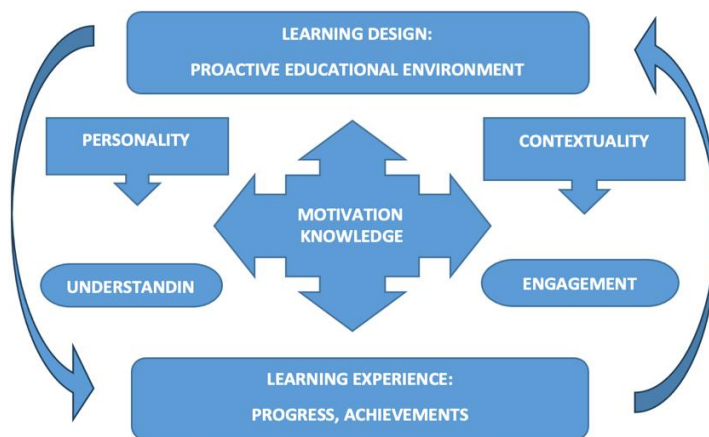 LEARNING DESIGN:
PROACTIVE EDUCATIONAL ENVIRONMENT
PERSONALITY
CONTEXTUALITY
MOTIVATION
KNOWLEDGE
UNDERSTANDIN
ENGAGEMENT
LEARNING EXPERIENCE:
PROGRESS, ACHIEVEMENTS